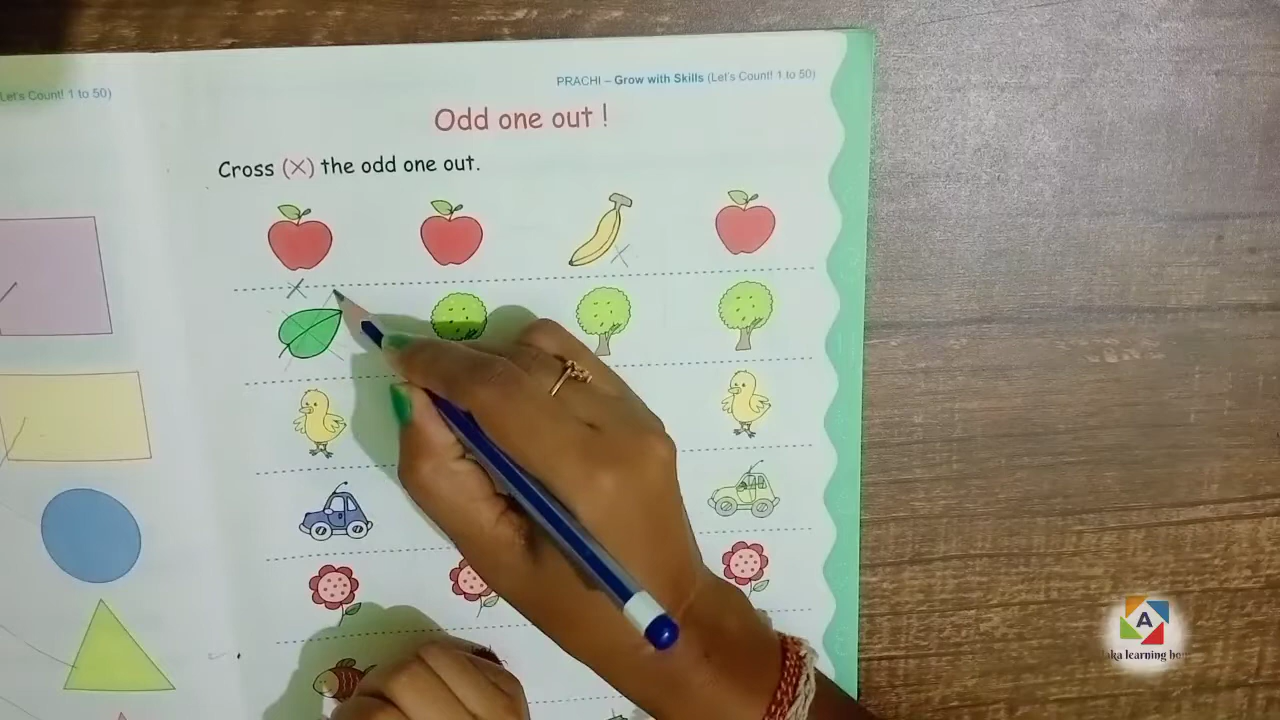 Let's Count! 1 to 50)
PRACHI – Grow with Skills (Let's Count! 1 to 50)
Odd one out !
Cross (×) the odd one out.
A
learning